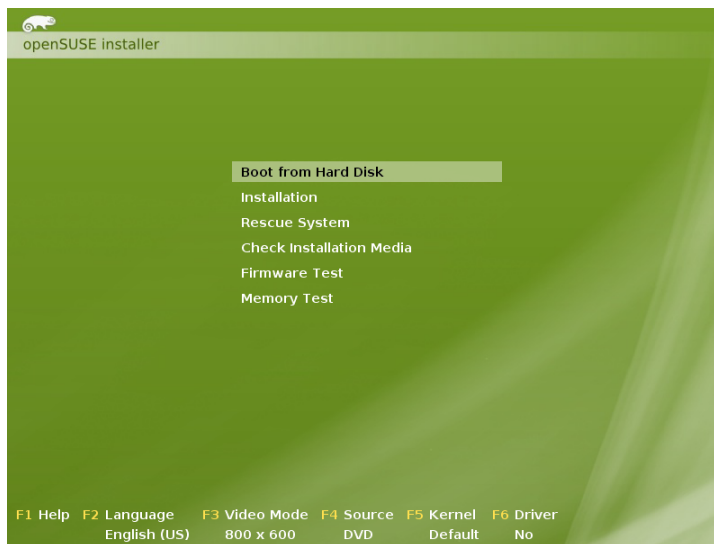 openSUSE installer
Boot from Hard Disk
Installation
Rescue System
Check Installation Media
Firmware Test
Memory Test
F1 Help F2 Language F3 Video Mode F4 Source F5 Kernel F6 Driver
English (US) 800 x 600 DVD Default No